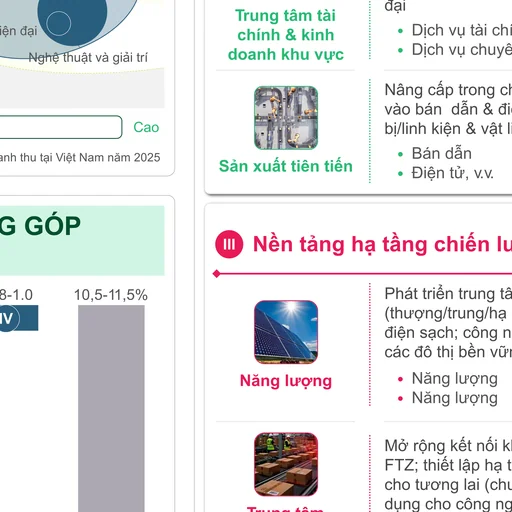 iện đại
Nghệ thuật và giải trí
Cao
anh thu tại Việt Nam năm 2025
G GÓP
8-1.0
10,5-11,5%
IV
Trung tâm tài
chính & kinh
doanh khu vực
đại
Dịch vụ tài chí
Dịch vụ chuyê
Sản xuất tiên tiến
Nâng cấp trong ch
vào bán dẫn & đi
bị/linh kiện & vật l
Bán dẫn
Điện tử, v.v.
III Nền tảng hạ tầng chiến lư
Năng lượng
Phát triển trung tâ
(thượng/trung/hạ
điện sạch; công n
các đô thị bền vữn
Năng lượng
Năng lượng
Trung tâm
Mở rộng kết nối k
FTZ; thiết lập hạ t
cho tương lai (chu
dụng cho công ng